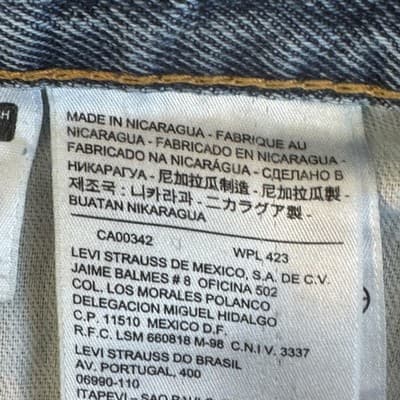 MADE IN NICARAGUA - FABRIQUE AU
NICARAGUA - FABRICADO EN NICARAGUA -
FABRICADO NA NICARÁGUA - СДЕЛАНО В
НИКАРАГУА - 尼加拉瓜制造 - 尼加拉瓜製 -
제조국 : 니카라과 - ニカラグア製 -
BUATAN NIKARAGUA
CA00342 WPL 423
LEVI STRAUSS DE MEXICO, S.A. DE C.V.
JAIME BALMES # 8 OFICINA 502
COL. LOS MORALES POLANCO
DELEGACION MIGUEL HIDALGO
C.P. 11510 MEXICO D.F.
R.F.C. LSM 660818 M-98 C.N.I.V. 3337
LEVI STRAUSS DO BRASIL
AV. PORTUGAL, 400
06990-110
ITAPEVI - SAO PAULO